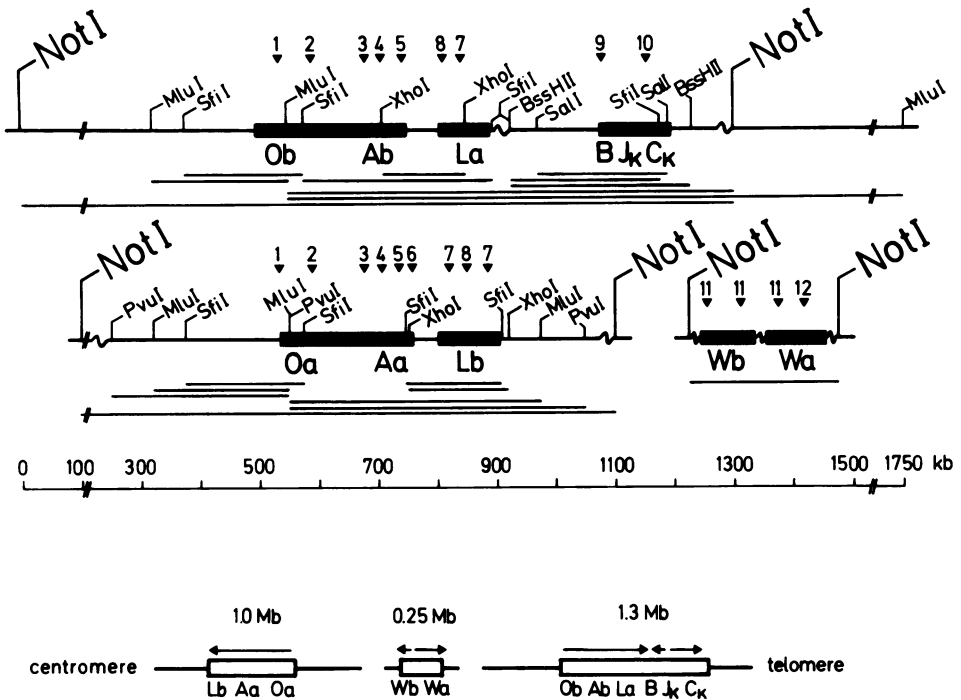 NotI NotI
1 2 3 4 5 8 7 9 10
MluI SfiI MluI SfiI XhoI XhoI SfiI BssHII SalI SfiI SalI BssHII MluI
Ob Ab La B JK CK
NotI NotI NotI NotI
1 2 3 4 5 6 7 8 7 11 11 11 12
PvuI MluI SfiI MluI PvuI SfiI SfiI XhoI SfiI XhoI MluI PvuI
Oa Aa Lb Wb Wa
0 100 300 500 700 900 1100 1300 1500 1750 kb
1.0 Mb 0.25 Mb 1.3 Mb
centromere telomere
Lb Aa Oa Wb Wa Ob Ab La B JK CK